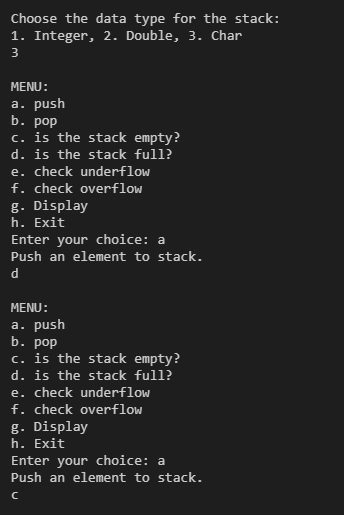 Choose the data type for the stack:
1. Integer, 2. Double, 3. Char
3
MENU:
a. push
b. pop
c. is the stack empty?
d. is the stack full?
e. check underflow
f. check overflow
g. Display
h. Exit
Enter your choice: a
Push an element to stack.
d
MENU:
a. push
b. pop
c. is the stack empty?
d. is the stack full?
e. check underflow
f. check overflow
g. Display
h. Exit
Enter your choice: a
Push an element to stack.
c